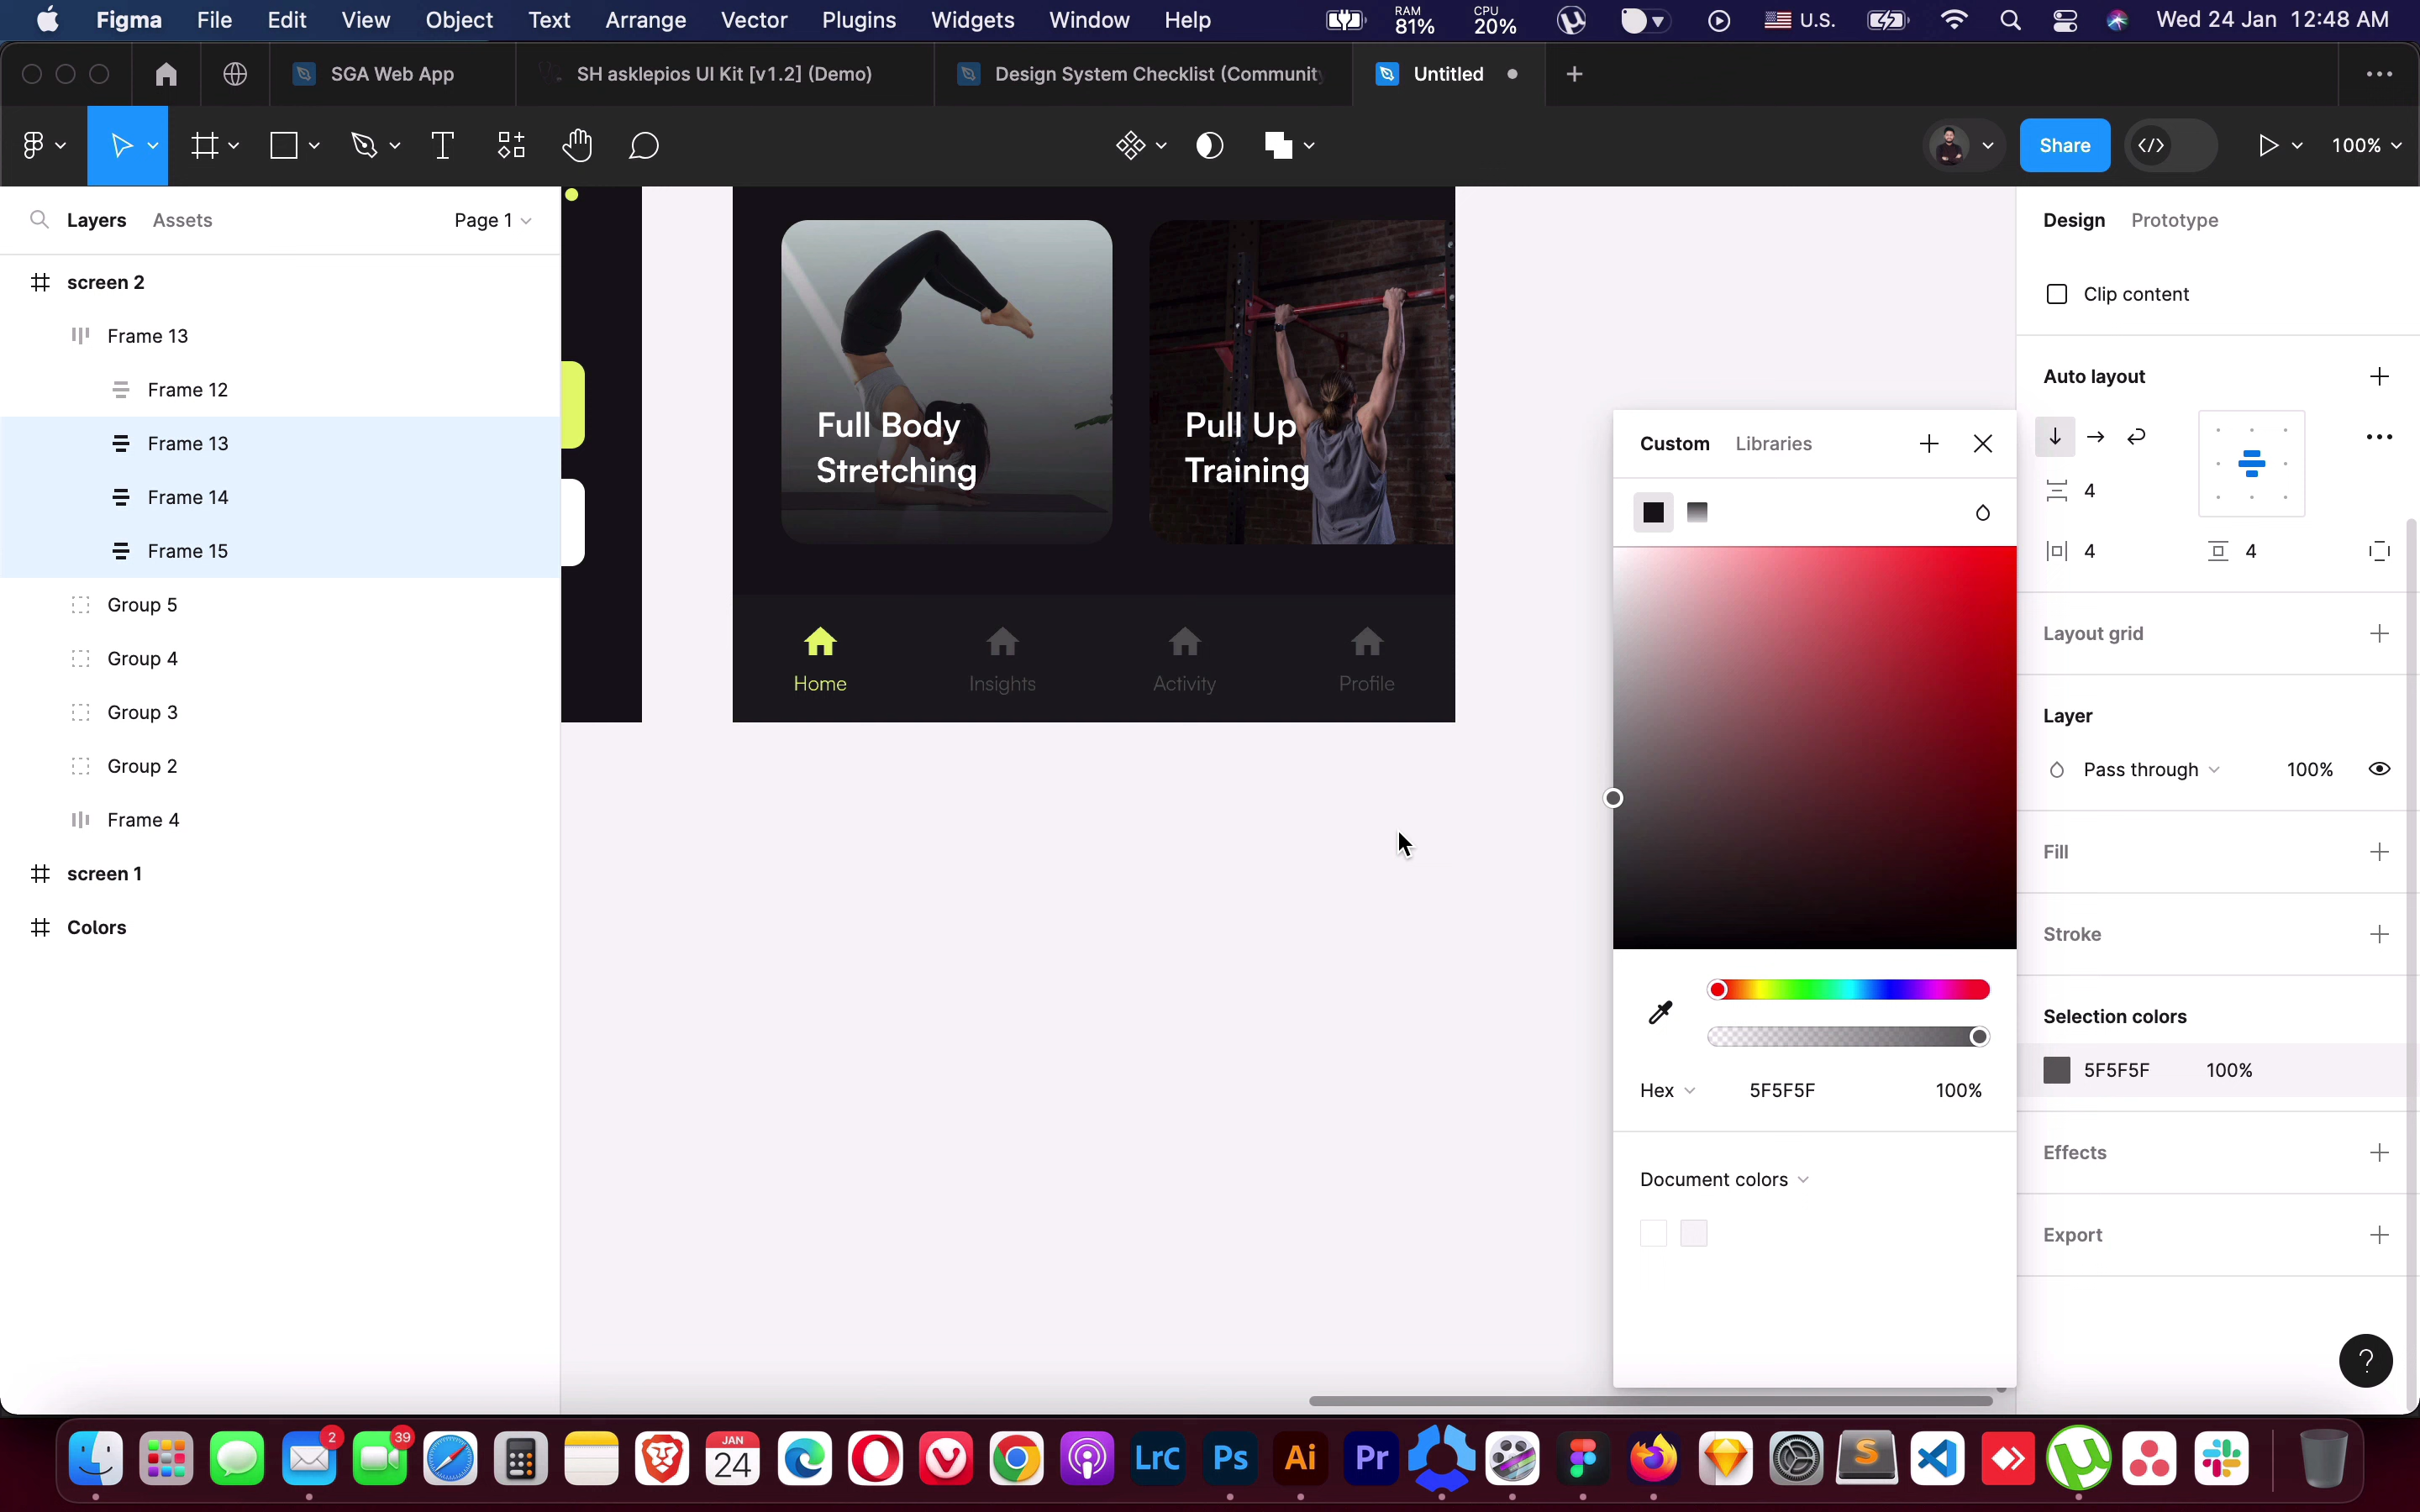 Figma File Edit View Object Text Arrange Vector Plugins Widgets Window Help RAM 81% CPU 20% U.S. Wed 24 Jan 12:48 AM
SGA Web App SH asklepios UI Kit [v1.2] (Demo) Design System Checklist (Community Untitled
Share 100%
Layers Assets Page 1
screen 2
Frame 13
Frame 12
Frame 13
Frame 14
Frame 15
Group 5
Group 4
Group 3
Group 2
Frame 4
screen 1
Colors
Full Body
Stretching
Pull Up
Training
Home Insights Activity Profile
Custom Libraries
Hex 5F5F5F 100%
Document colors
Design Prototype
Clip content
Auto layout
4
4 4
Layout grid
Layer
Pass through 100%
Fill
Stroke
Selection colors
5F5F5F 100%
Effects
Export
?
2 39 JAN 24 LrC Ps Ai Pr S